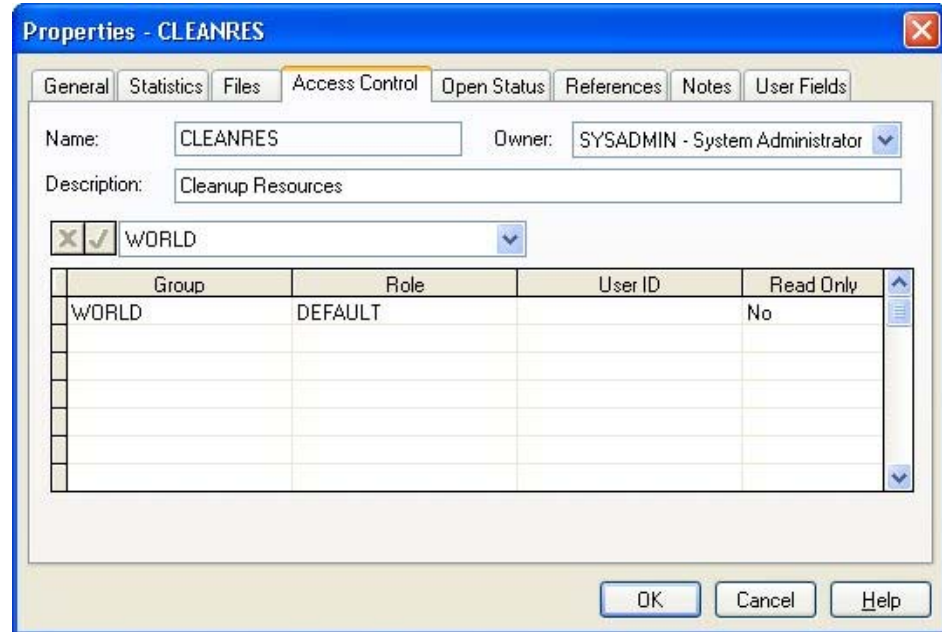 Properties - CLEANRES
General Statistics Files Access Control Open Status References Notes User Fields
Name: CLEANRES Owner: SYSADMIN - System Administrator
Description: Cleanup Resources
WORLD
Group Role User ID Read Only
WORLD DEFAULT No
OK Cancel Help